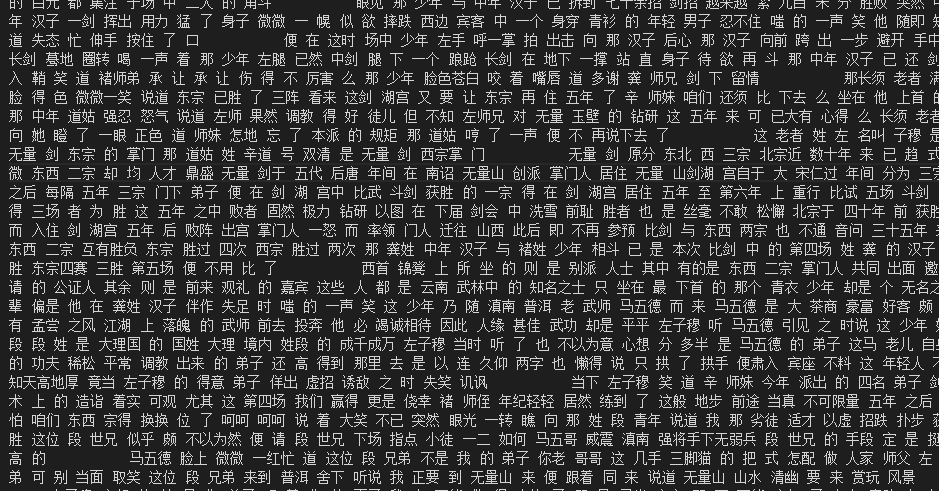 年 汉子 一剑 挥出 用力 猛 了 身子 微微 一 幌 似 欲 摔跌 西边 宾客 中 一个 身穿 青衫 的 年轻 男子 忍不住 嗤 的 一声 笑 他 随即 知
道 失态 忙 伸手 按住 了 口 便 在 这时 场中 少年 左手 呼一掌 拍 出击 向 那 汉子 后心 那 汉子 向前 跨 出 一步 避开 手中
长剑 蓦地 圈转 喝 一声 着 那 少年 左腿 已然 中剑 腿 下 一个 踉跄 长剑 在 地下 一 撑 站 直 身子 待 欲 再 斗 那 中年 汉子 已 还 剑
入 鞘 笑 道 褚师弟 承 让 承 让 伤 得 不 厉害 么 那 少年 脸色苍白 咬 着 嘴唇 道 多谢 龚 师兄 剑 下 留情 那长须 老者 满
脸 得 色 微微一笑 说道 东宗 已胜 了 三阵 看来 这剑 湖宫 又 要 让 东宗 再 住 五年 了 辛 师妹 咱们 还须 比 下去 么 坐在 他 上首 的
那 中年 道姑 强忍 怒气 说道 左师 果然 调教 得 好 徒儿 但 不知 左师兄 对 无量 玉壁 的 钻研 这 五年 来 可 已大有 心得 么 长须 老
向 她 瞪 了 一眼 正色 道 师妹 怎地 忘 了 本派 的 规矩 那 道姑 哼 了 一声 便 不 再说下去 了 这 老者 姓 左 名叫 子穆 是
无量 剑 东宗 的 掌门 那 道姑 姓 辛道 号 双清 是 无量 剑 西宗掌 门 无量 剑 原分 东北 西 三宗 北宗近 数十年 来 已 趋 式
微 东西 二宗 却 均 人才 鼎盛 无量 剑于 五代 后唐 年间 在 南诏 无量山 创派 掌门人 居住 无量 山剑湖 宫自于 大 宋仁过 年间 分为 三宗
之后 每隔 五年 三宗 门下 弟子 便 在 剑 湖 宫中 比武 斗剑 获胜 的 一宗 得 在 剑 湖宫 居住 五年 至 第六年 上 重行 比试 五场 斗剑
得 三场 者 为 胜 这 五年 之中 败者 固然 极力 钻研 以图 在 下届 剑会 中 洗雪 前耻 胜者 也 是 丝毫 不敢 松懈 北宗于 四十年 前 获胜
而 入住 剑 湖宫 五年 后 败阵 出宫 掌门人 一怒 而 率领 门人 迁往 山西 此后 即 不再 参预 比剑 与 东西 两宗 也 不 通 音问 三十五年 来
东西 二宗 互有胜负 东宗 胜过 四次 西宗 胜过 两次 那 龚姓 中年 汉子 与 褚姓 少年 相斗 已 是 本次 比剑 中 的 第四场 姓 龚 的 汉子
胜 东宗四赛 三胜 第五场 便 不用 比 了 西首 锦凳 上 所 坐 的 则 是 别派 人士 其中 有的是 东西 二宗 掌门人 共同 出面 邀
请 的 公证人 其余 则 是 前来 观礼 的 嘉宾 这些 人 都 是 云南 武林中 的 知名之士 只 坐在 最 下首 的 那个 青衣 少年 却是 个 无名之
辈 偏是 他 在 龚姓 汉子 佯作 失足 时 嗤 的 一声 笑 这 少年 乃 随 滇南 普洱 老 武师 马五德 而 来 马五德 是 大 茶商 豪富 好客 颇
有 孟尝 之风 江湖 上 落魄 的 武师 前去 投奔 他 必 竭诚相待 因此 人缘 甚佳 武功 却是 平平 左子穆 听 马五德 引见 之 时说 这 少年 姓
段 段 姓 是 大理国 的 国姓 大理 境内 姓段 的 成千成万 左子穆 当时 听 了 也 不以为意 心想 分 多半 是 马五德 的 弟子 这马 老儿 自身
的 功夫 稀松 平常 调教 出来 的 弟子 还 高 得到 那里 去 是 以 连 久仰 两字 也 懒得 说 只 拱了 拱手 便肃入 宾座 不料 这 年轻人 不
知天高地厚 竟当 左子穆 的 得意 弟子 佯出 虚招 诱敌 之 时 失笑 讥讽 当下 左子穆 笑 道 辛 师妹 今年 派出 的 四名 弟子 剑
术 上 的 造诣 着实 可观 尤其 这 第四场 我们 赢得 更是 侥幸 褚 师侄 年纪轻轻 居然 练到 了 这般 地步 前途 当真 不可限量 五年 之后
怕 咱们 东西 宗得 换换 位 了 呵呵 呵呵 说 着 大笑 不已 突然 眼光 一转 瞧 向 那 姓 段 青年 说道 我 那 劣徒 适才 以虚 招跌 扑步 获
胜 这位 段 世兄 似乎 颇 不以为然 便 请 段 世兄 下场 指点 小徒 一二 如何 马五哥 威震 滇南 强将手下无弱兵 段 世兄 的 手段 定 是 挺
高 的 马五德 脸上 微微 一红忙 道 这位 段 兄弟 不是 我 的 弟子 你老 哥哥 这 几手 三脚猫 的 把 式 怎配 做 人家 师父 左
弟 可 别 当面 取笑 这位 段 兄弟 来到 普洱 舍下 听说 我 正要 到 无量山 来 便 跟着 同 来 说道 无量山 山水 清幽 要 来 赏玩 风景